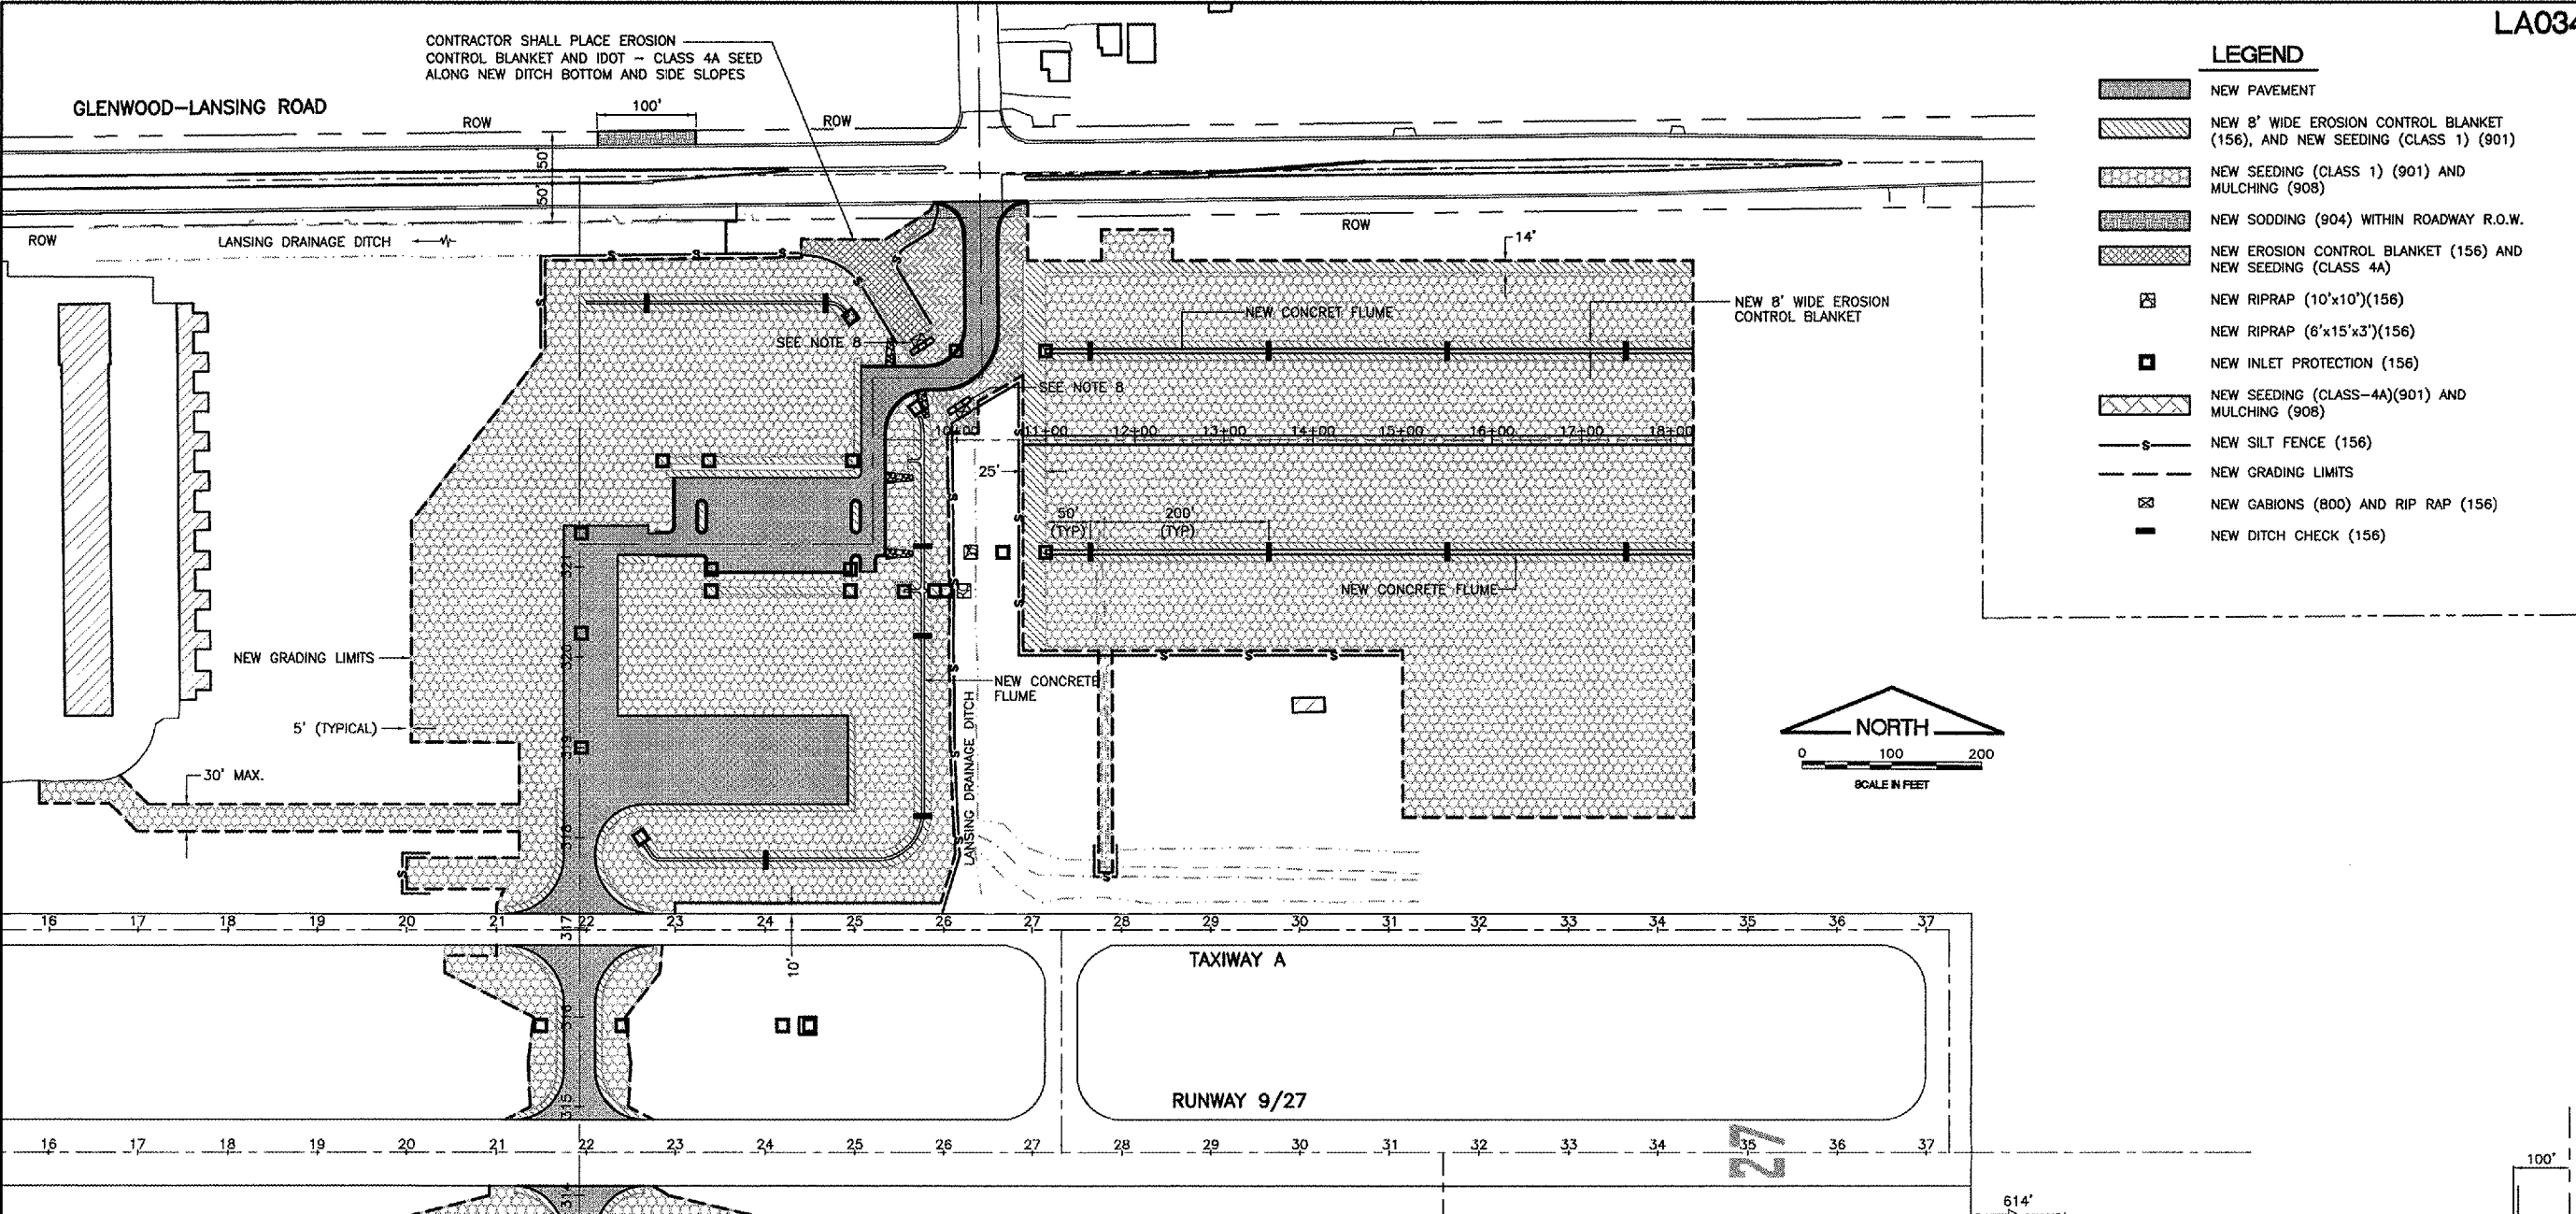 LA034
CONTRACTOR SHALL PLACE EROSION
CONTROL BLANKET AND IDOT - CLASS 4A SEED
ALONG NEW DITCH BOTTOM AND SIDE SLOPES
GLENWOOD-LANSING ROAD
100'
ROW
ROW
50'
50'
ROW
LANSING DRAINAGE DITCH
ROW
14'
LEGEND
NEW PAVEMENT
NEW 8' WIDE EROSION CONTROL BLANKET
(156), AND NEW SEEDING (CLASS 1) (901)
NEW SEEDING (CLASS 1) (901) AND
MULCHING (908)
NEW SODDING (904) WITHIN ROADWAY R.O.W.
NEW EROSION CONTROL BLANKET (156) AND
NEW SEEDING (CLASS 4A)
NEW RIPRAP (10'x10')(156)
NEW RIPRAP (6'x15'x3')(156)
NEW INLET PROTECTION (156)
NEW SEEDING (CLASS-4A)(901) AND
MULCHING (908)
S
NEW SILT FENCE (156)
NEW GRADING LIMITS
NEW GABIONS (800) AND RIP RAP (156)
NEW DITCH CHECK (156)
S S S
S
S
S
NEW CONCRET FLUME
NEW 8' WIDE EROSION
CONTROL BLANKET
SEE NOTE 8
SEE NOTE 8
10+00 11+00 12+00 13+00 14+00 15+00 16+00 17+00 18+00
25'
50'
(TYP)
200'
(TYP)
NEW CONCRETE FLUME
321
320
319
318
317
316
315
314
NEW GRADING LIMITS
5' (TYPICAL)
30' MAX.
NEW CONCRETE
FLUME
LANSING DRAINAGE DITCH
S S S
NORTH
0 100 200
SCALE IN FEET
16 17 18 19 20 21 22 23 24 25 26 27 28 29 30 31 32 33 34 35 36 37
10'
TAXIWAY A
RUNWAY 9/27
16 17 18 19 20 21 22 23 24 25 26 27 28 29 30 31 32 33 34 35 36 37
27
100'
614'